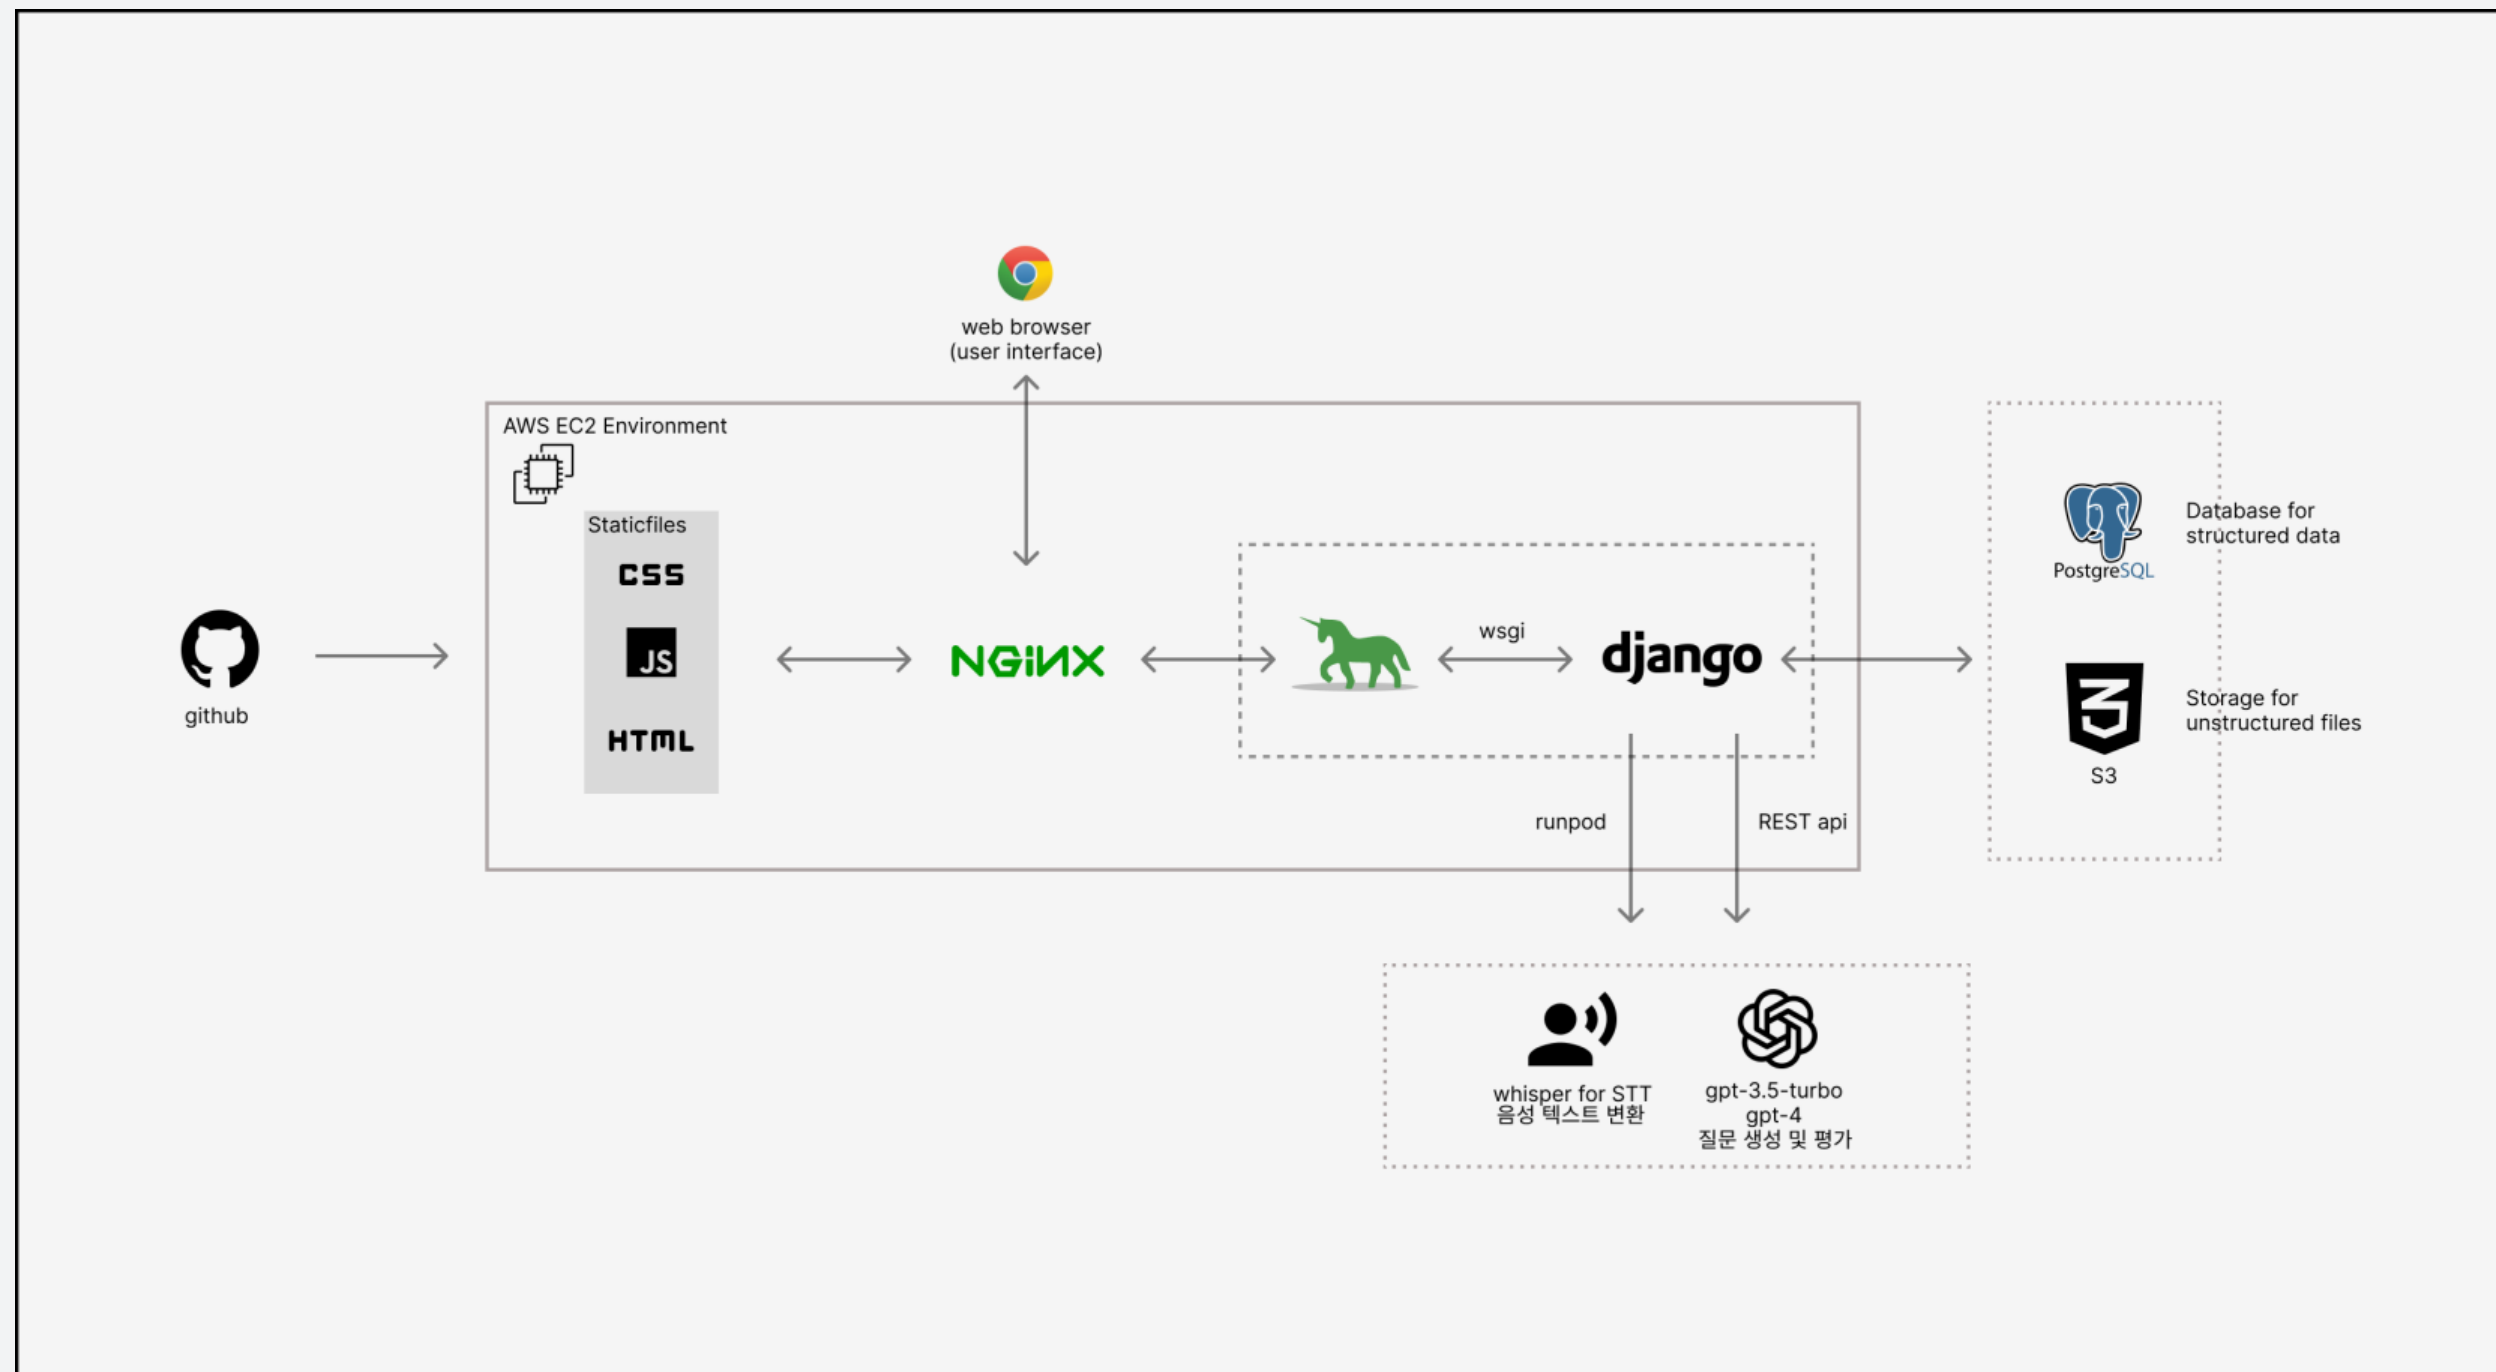 web browser
(user interface)
AWS EC2 Environment
Staticfiles
CSS
JS
HTML
github
NGiNX
wsgi
django
runpod
REST api
PostgreSQL
Database for
structured data
S3
Storage for
unstructured files
whisper for STT
음성 텍스트 변환
gpt-3.5-turbo
gpt-4
질문 생성 및 평가